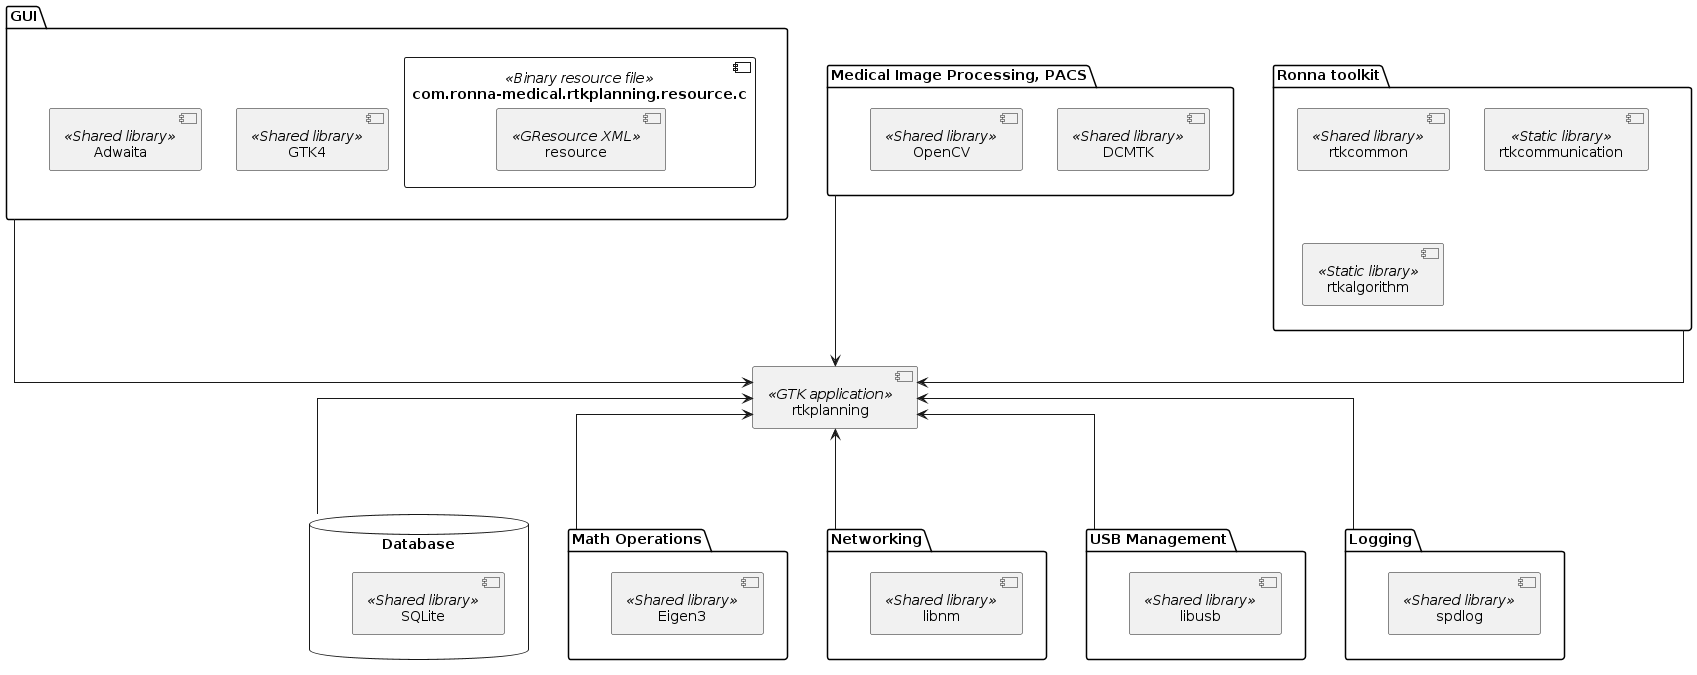 GUI
«Binary resource file»
com.ronna-medical.rtkplanning.resource.c
«Shared library»
Adwaita
«Shared library»
GTK4
«GResource XML»
resource
Medical Image Processing, PACS
«Shared library»
OpenCV
«Shared library»
DCMTK
Ronna toolkit
«Shared library»
rtkcommon
«Static library»
rtkcommunication
«Static library»
rtkalgorithm
«GTK application»
rtkplanning
Database
«Shared library»
SQLite
Math Operations
«Shared library»
Eigen3
Networking
«Shared library»
libnm
USB Management
«Shared library»
libusb
Logging
«Shared library»
spdlog